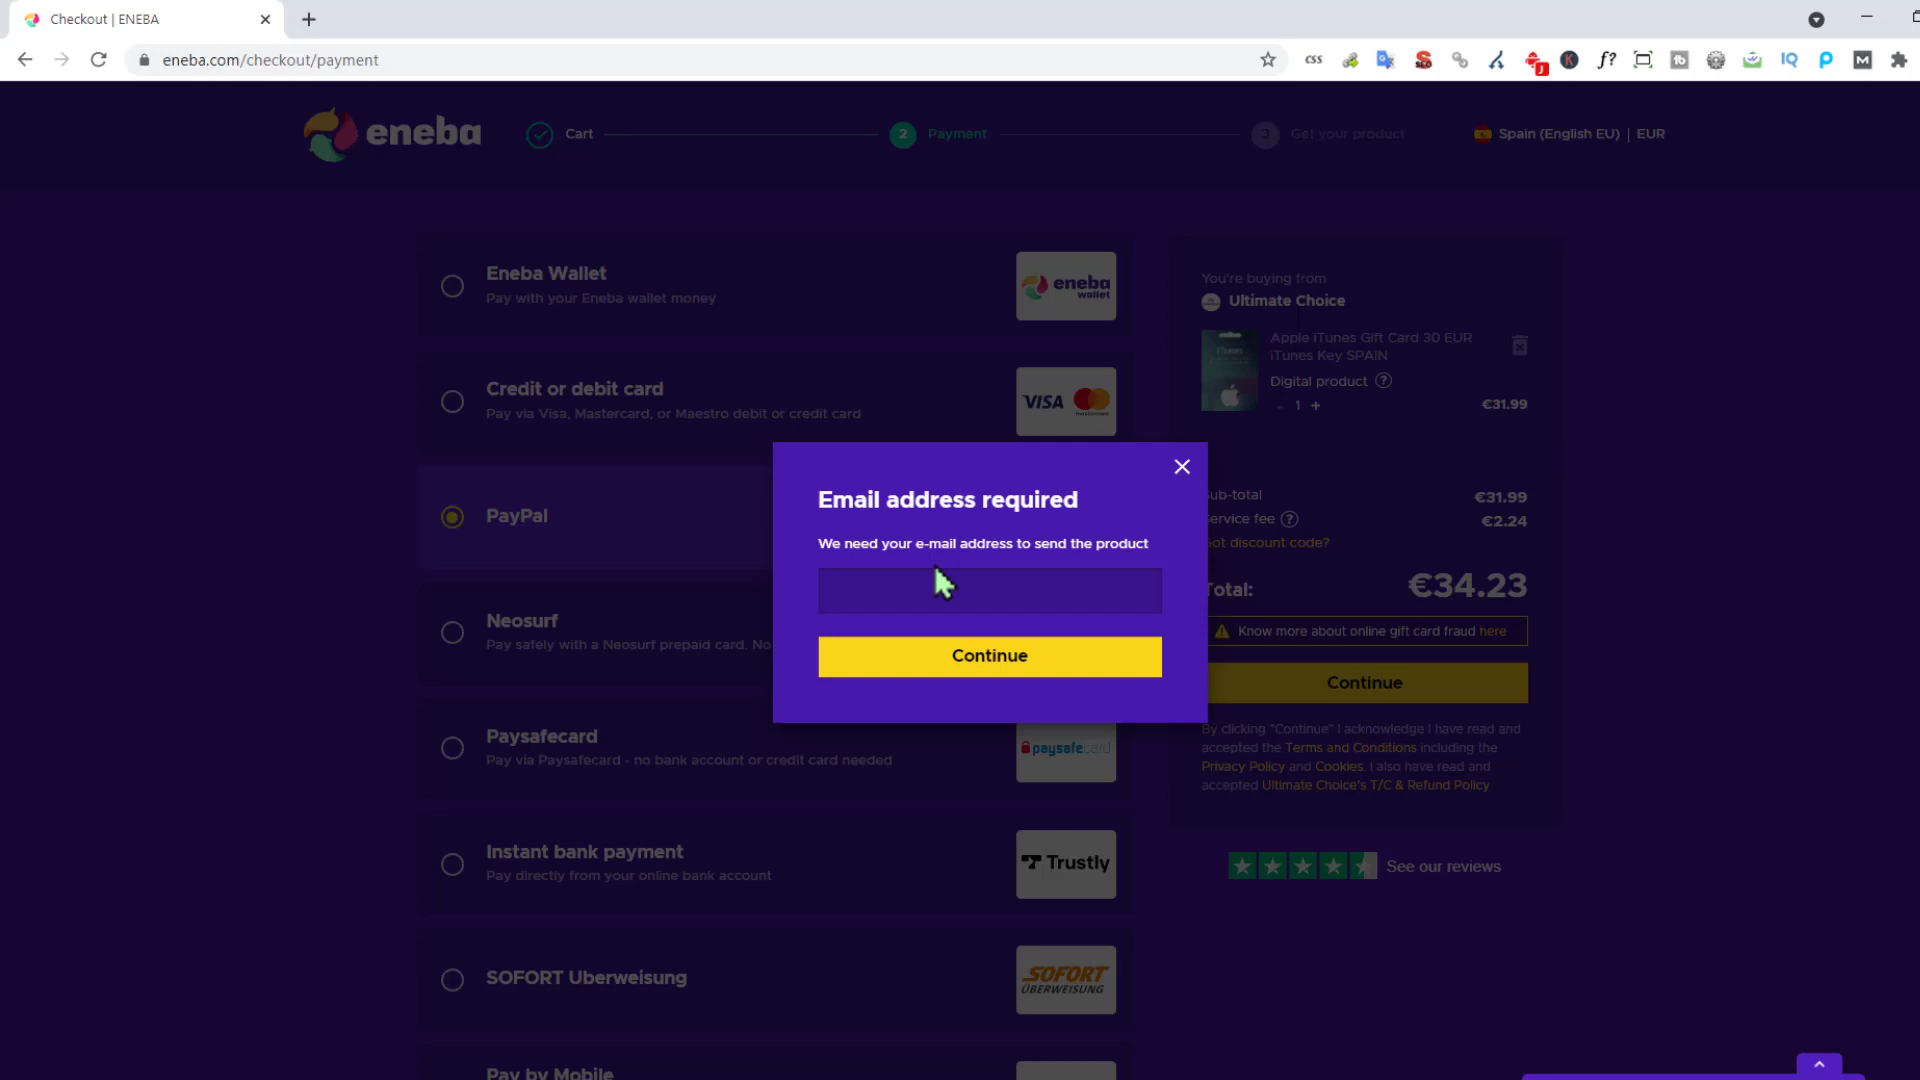 Checkout | ENEBA
eneba.com/checkout/payment
eneba
Cart
2
Payment
3
Get your product
Spain (English EU) | EUR
Eneba Wallet
Pay with your Eneba wallet money
eneba
wallet
Credit or debit card
Pay via Visa, Mastercard, or Maestro debit or credit card
VISA
PayPal
Neosurf
Pay safely with a Neosurf prepaid card. No
Paysafecard
Pay via Paysafecard - no bank account or credit card needed
paysafecard
Instant bank payment
Pay directly from your online bank account
Trustly
SOFORT Uberweisung
SOFORT
ÜBERWEISUNG
Pay by Mobile
Email address required
We need your e-mail address to send the product
Continue
You're buying from
Ultimate Choice
Apple iTunes Gift Card 30 EUR
iTunes Key SPAIN
Digital product ?
- 1 +
€31.99
Sub-total
€31.99
Service fee ?
€2.24
Got discount code?
Total:
€34.23
Know more about online gift card fraud here
Continue
By clicking "Continue" I acknowledge I have read and
accepted the Terms and Conditions including the
Privacy Policy and Cookies. I also have read and
accepted Ultimate Choice's T/C & Refund Policy
See our reviews